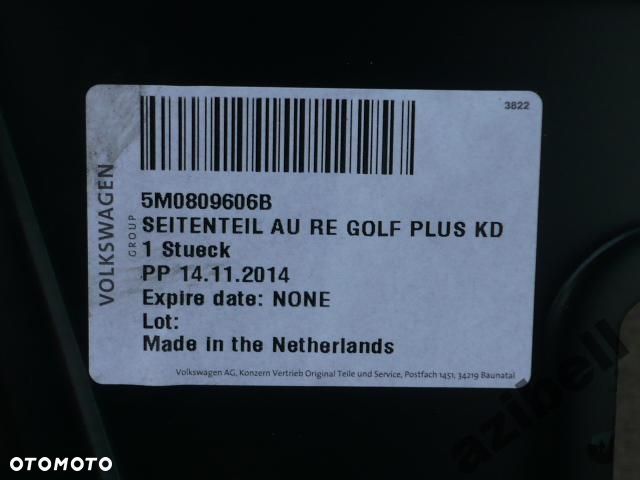 3822
VOLKSWAGEN
GROUP
5M0809606B
SEITENTEIL AU RE GOLF PLUS KD
1 Stueck
PP 14.11.2014
Expire date: NONE
Lot:
Made in the Netherlands
Volkswagen AG, Konzern Vertrieb Original Teile und Service, Postfach 1451, 34219 Baunatal
azibell
OTOMOTO